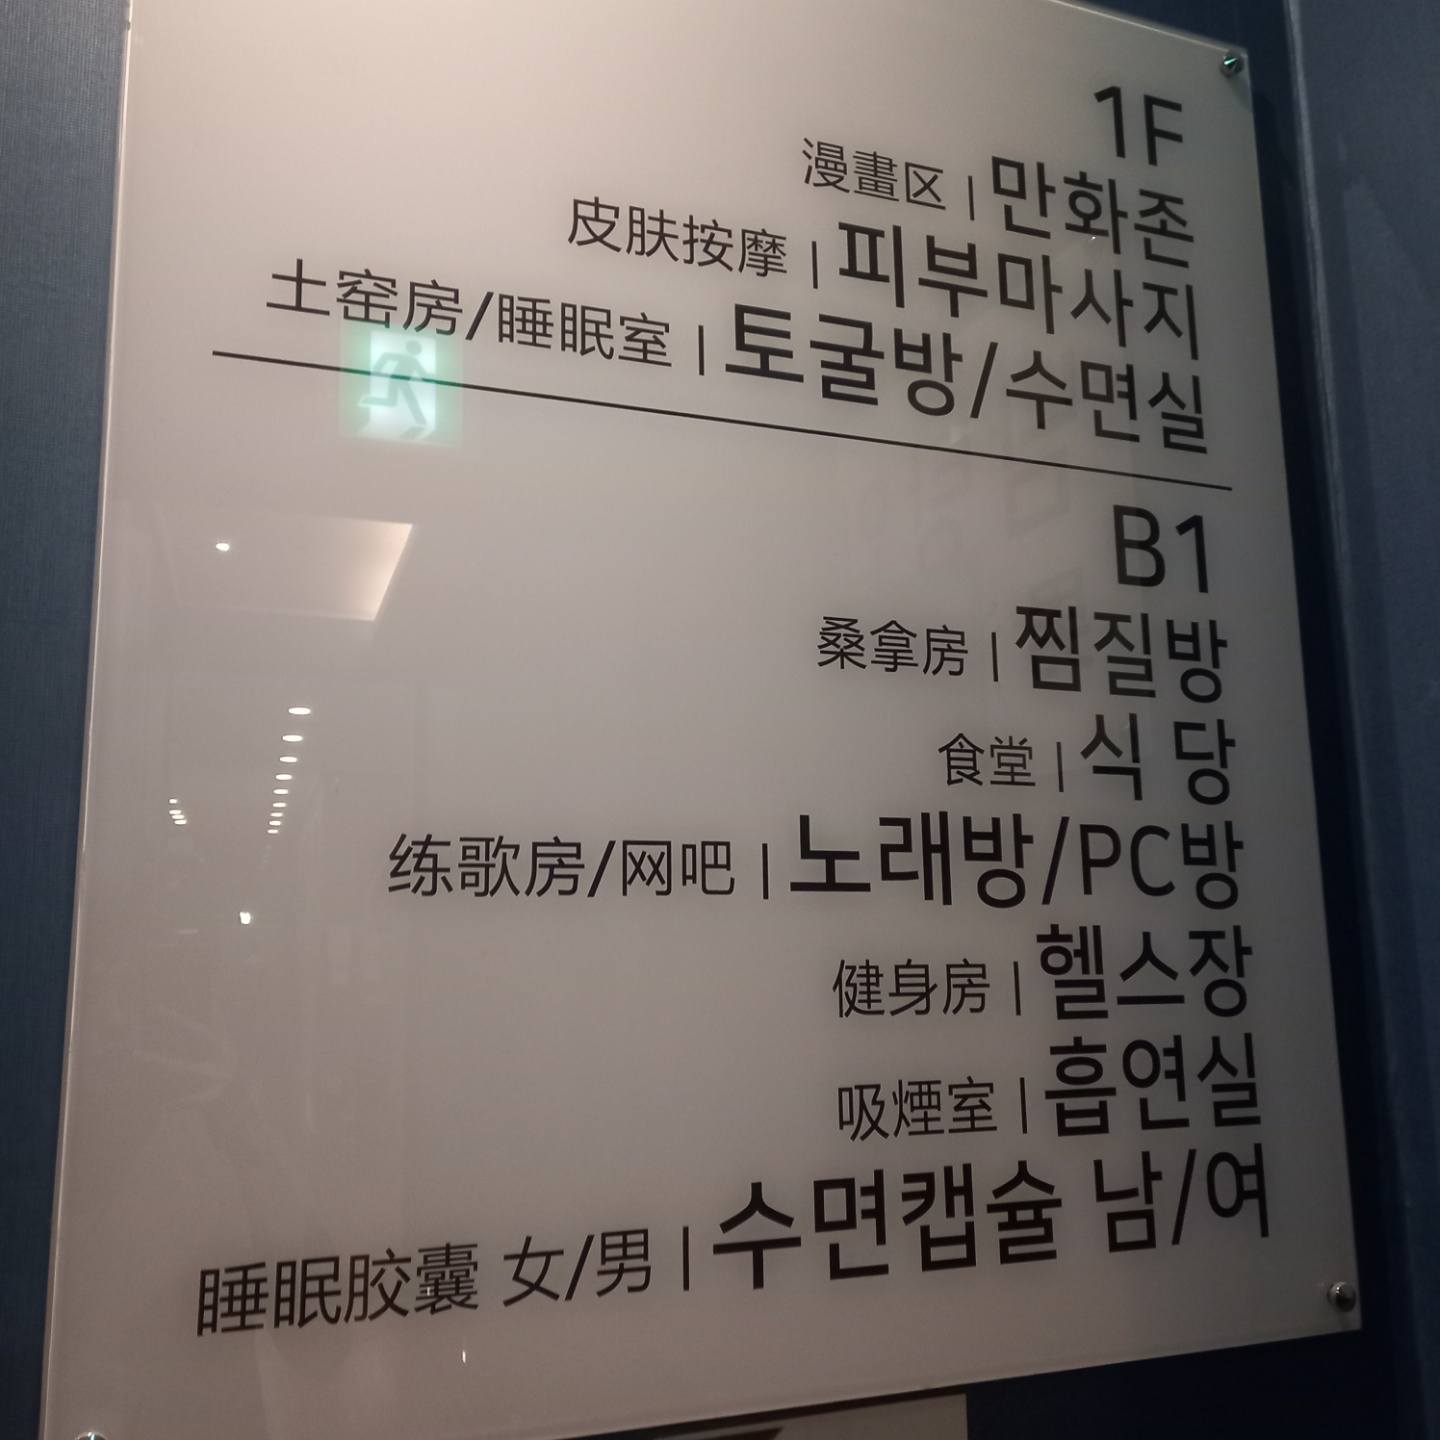 1F
漫畫区 | 만화존
皮肤按摩 | 피부마사지
土窑房/睡眠室 | 토굴방/수면실
B1
桑拿房 | 찜질방
食堂 | 식당
练歌房/网吧 | 노래방/PC방
健身房 | 헬스장
吸煙室 | 흡연실
睡眠胶囊 女/男 | 수면캡슐 남/여